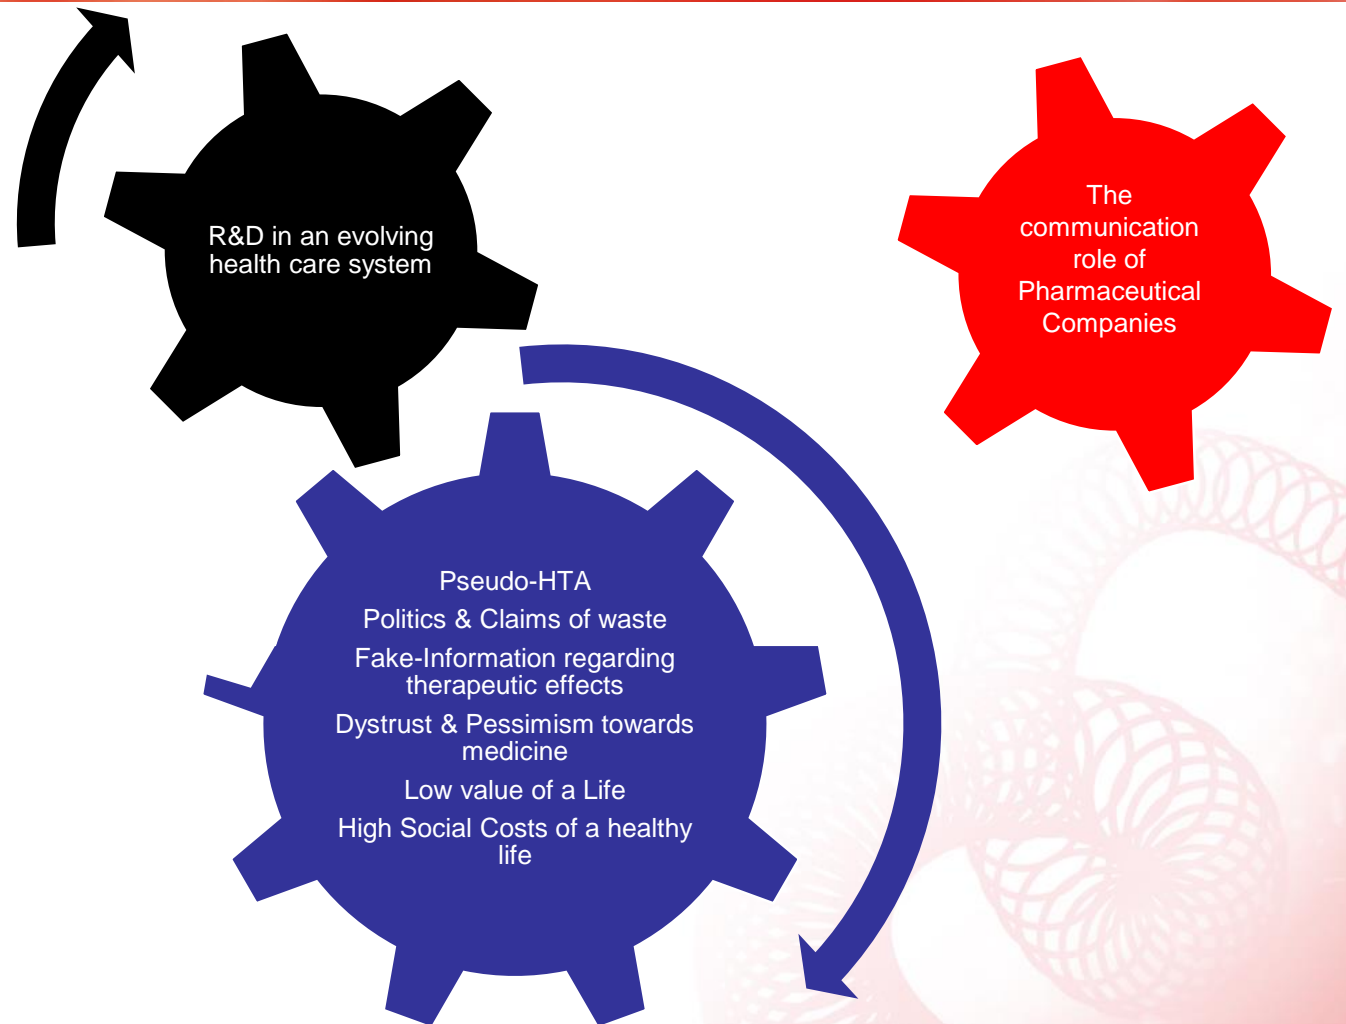 R&D in an evolving
health care system
The
communication
role of
Pharmaceutical
Companies
Pseudo-HTA
Politics & Claims of waste
Fake-Information regarding
therapeutic effects
Dystrust & Pessimism towards
medicine
Low value of a Life
High Social Costs of a healthy
life